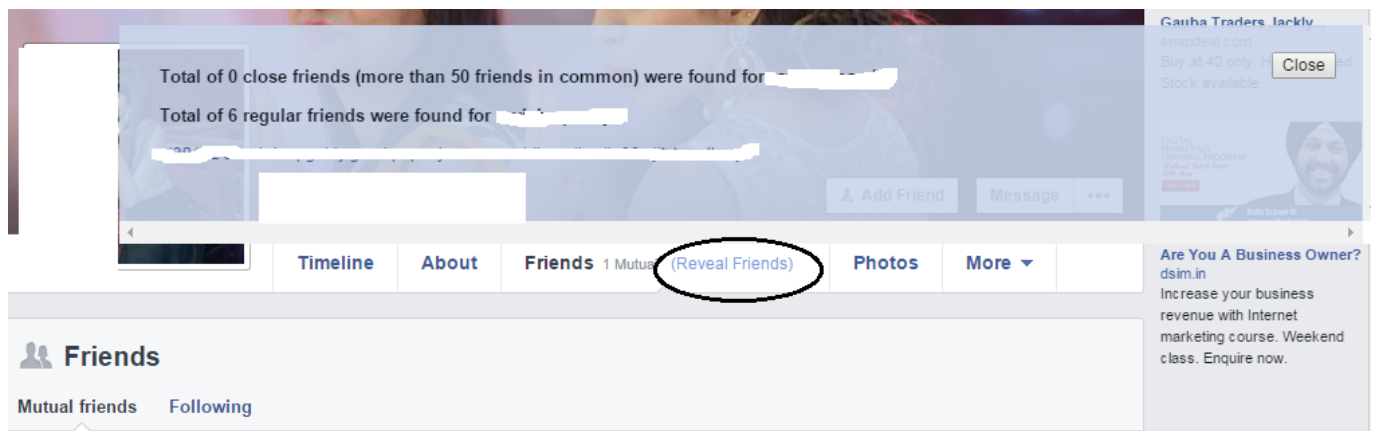 Total of 0 close friends (more than 50 friends in common) were found for
Close
Total of 6 regular friends were found for
Add Friend
Message
Timeline
About
Friends 1 Mutual (Reveal Friends)
Photos
More
Friends
Mutual friends
Following
Gauba Traders Jackly...
snapdeal.com
Buy at 40 only. H
ed
Stock available.
DIGITAL
MARKETING
TRAINING PROGRAM
Are You A Business Owner?
dsim.in
Increase your business
revenue with Internet
marketing course. Weekend
class. Enquire now.